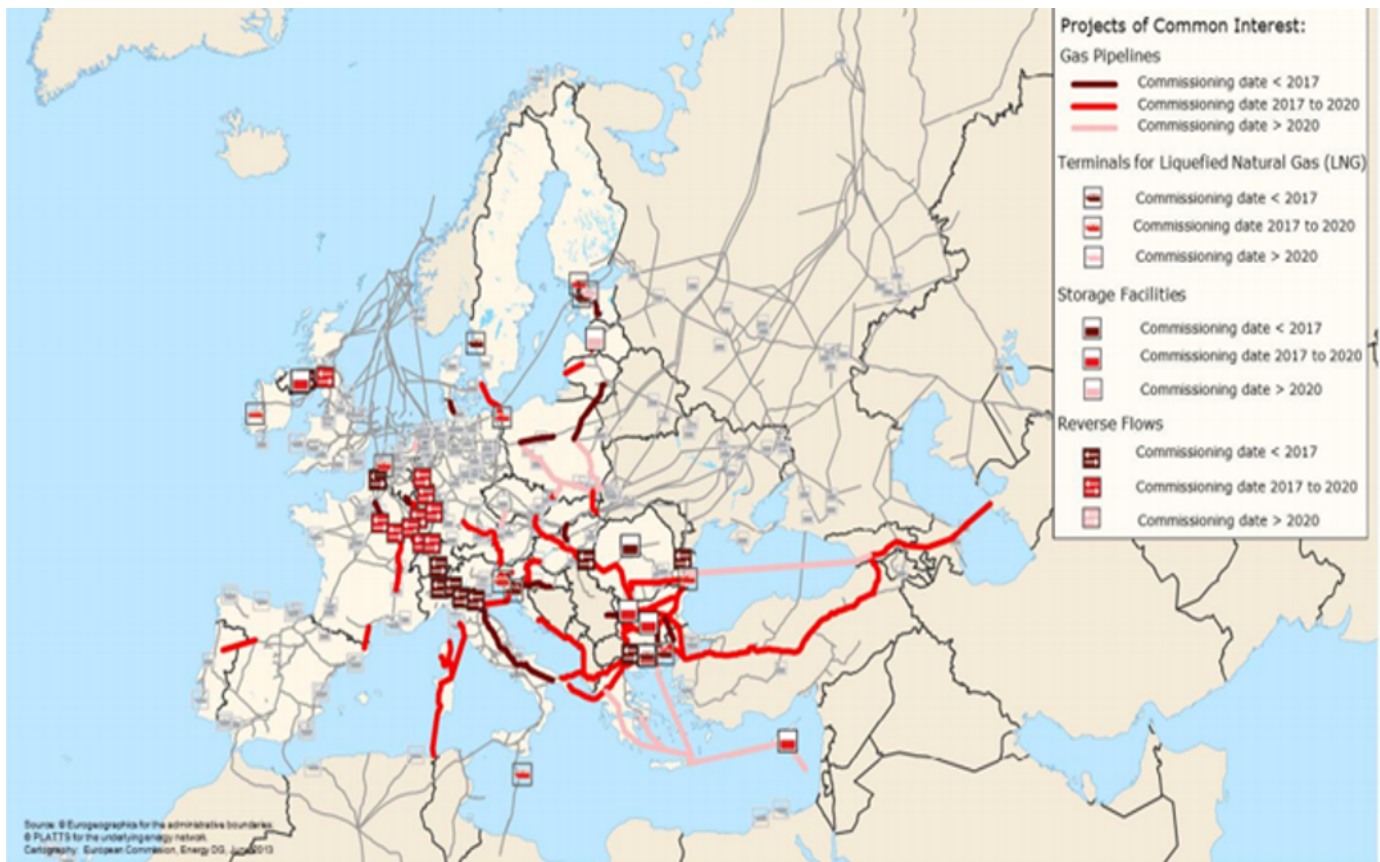 Projects of Common Interest:
Gas Pipelines
Commissioning date < 2017
Commissioning date 2017 to 2020
Commissioning date > 2020
Terminals for Liquefied Natural Gas (LNG)
Commissioning date < 2017
Commissioning date 2017 to 2020
Commissioning date > 2020
Storage Facilities
Commissioning date < 2017
Commissioning date 2017 to 2020
Commissioning date > 2020
Reverse Flows
Commissioning date < 2017
Commissioning date 2017 to 2020
Commissioning date > 2020
Source: © Eurogeographics for the administrative boundaries
© PLATTS for the underlying energy network
Cartography: European Commission, Energy DG, June 2013